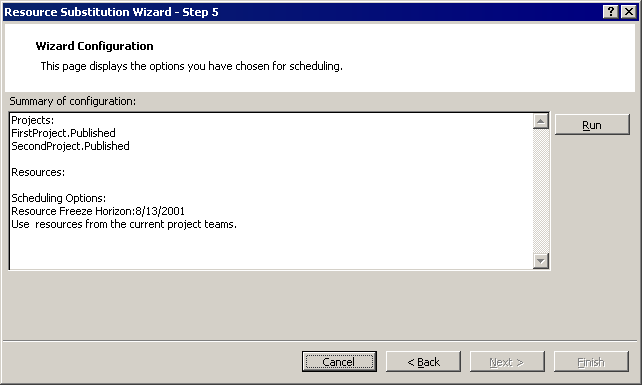 Resource Substitution Wizard - Step 5
Wizard Configuration
This page displays the options you have chosen for scheduling.
Summary of configuration:
Projects:
FirstProject.Published
SecondProject.Published
Resources:
Scheduling Options:
Resource Freeze Horizon:8/13/2001
Use  resources from the current project teams.
Run
Cancel
< Back
Next >
Finish